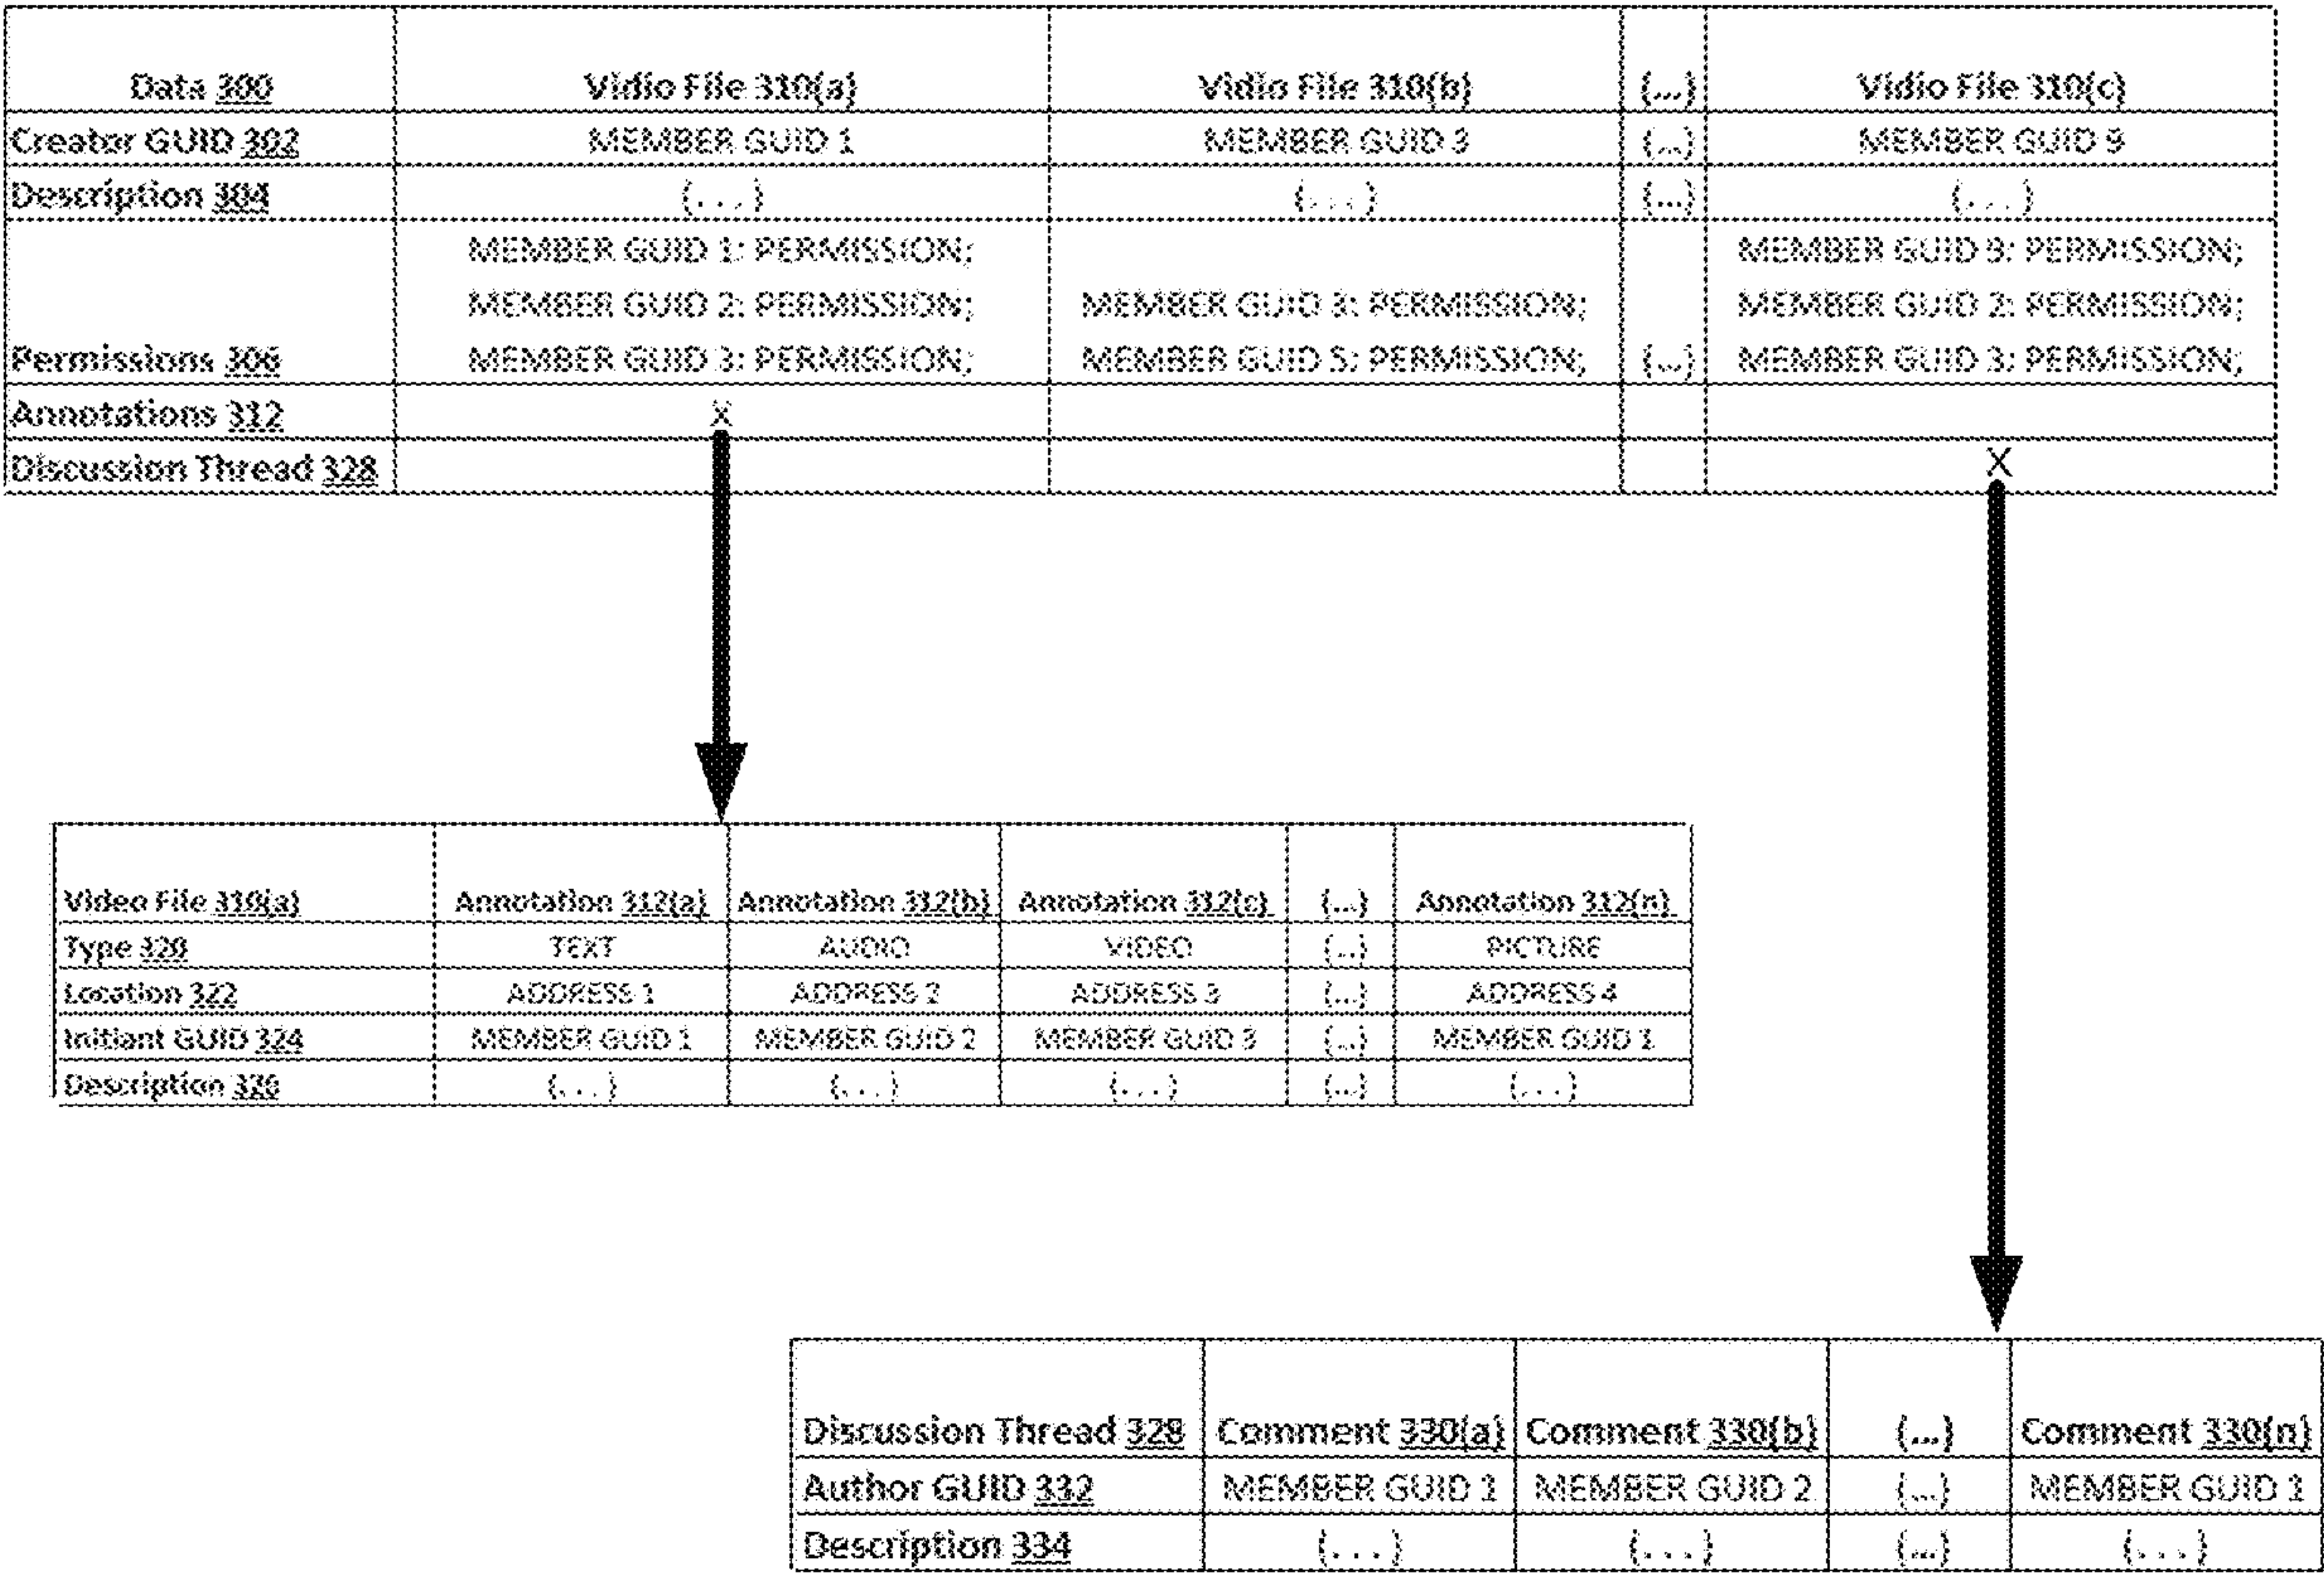 Data 300 Vidio File 310(a) Vidio File 310(b) (...) Vidio File 310(c)
Creator GUID 302 MEMBER GUID 1 MEMBER GUID 3 (...) MEMBER GUID 9
Description 304 (...) (...) (...) (...)
MEMBER GUID 1: PERMISSION; MEMBER GUID 9: PERMISSION;
MEMBER GUID 2: PERMISSION; MEMBER GUID 3: PERMISSION; MEMBER GUID 2: PERMISSION;
Permissions 306 MEMBER GUID 3: PERMISSION; MEMBER GUID 5: PERMISSION; (...) MEMBER GUID 3: PERMISSION;
Annotations 312 X
Discussion Thread 328 X
Video File 310(a) Annotation 312(a) Annotation 312(b) Annotation 312(c) (...) Annotation 312(n)
Type 320 TEXT AUDIO VIDEO (...) PICTURE
Location 322 ADDRESS 1 ADDRESS 2 ADDRESS 3 (...) ADDRESS 4
Initiant GUID 324 MEMBER GUID 1 MEMBER GUID 2 MEMBER GUID 3 (...) MEMBER GUID 1
Description 326 (...) (...) (...) (...) (...)
Discussion Thread 328 Comment 330(a) Comment 330(b) (...) Comment 330(n)
Author GUID 332 MEMBER GUID 1 MEMBER GUID 2 (...) MEMBER GUID 1
Description 334 (...) (...) (...) (...)